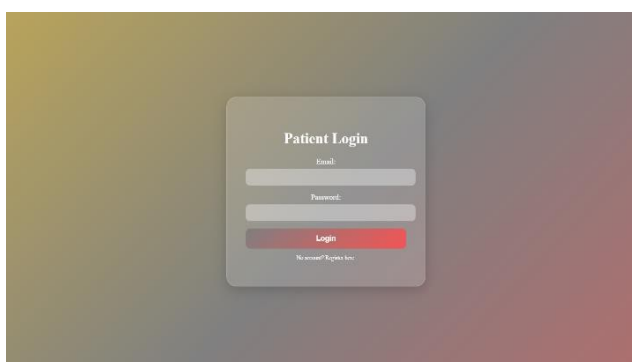 Patient Login
Email:
Password:
Login
No account? Register here